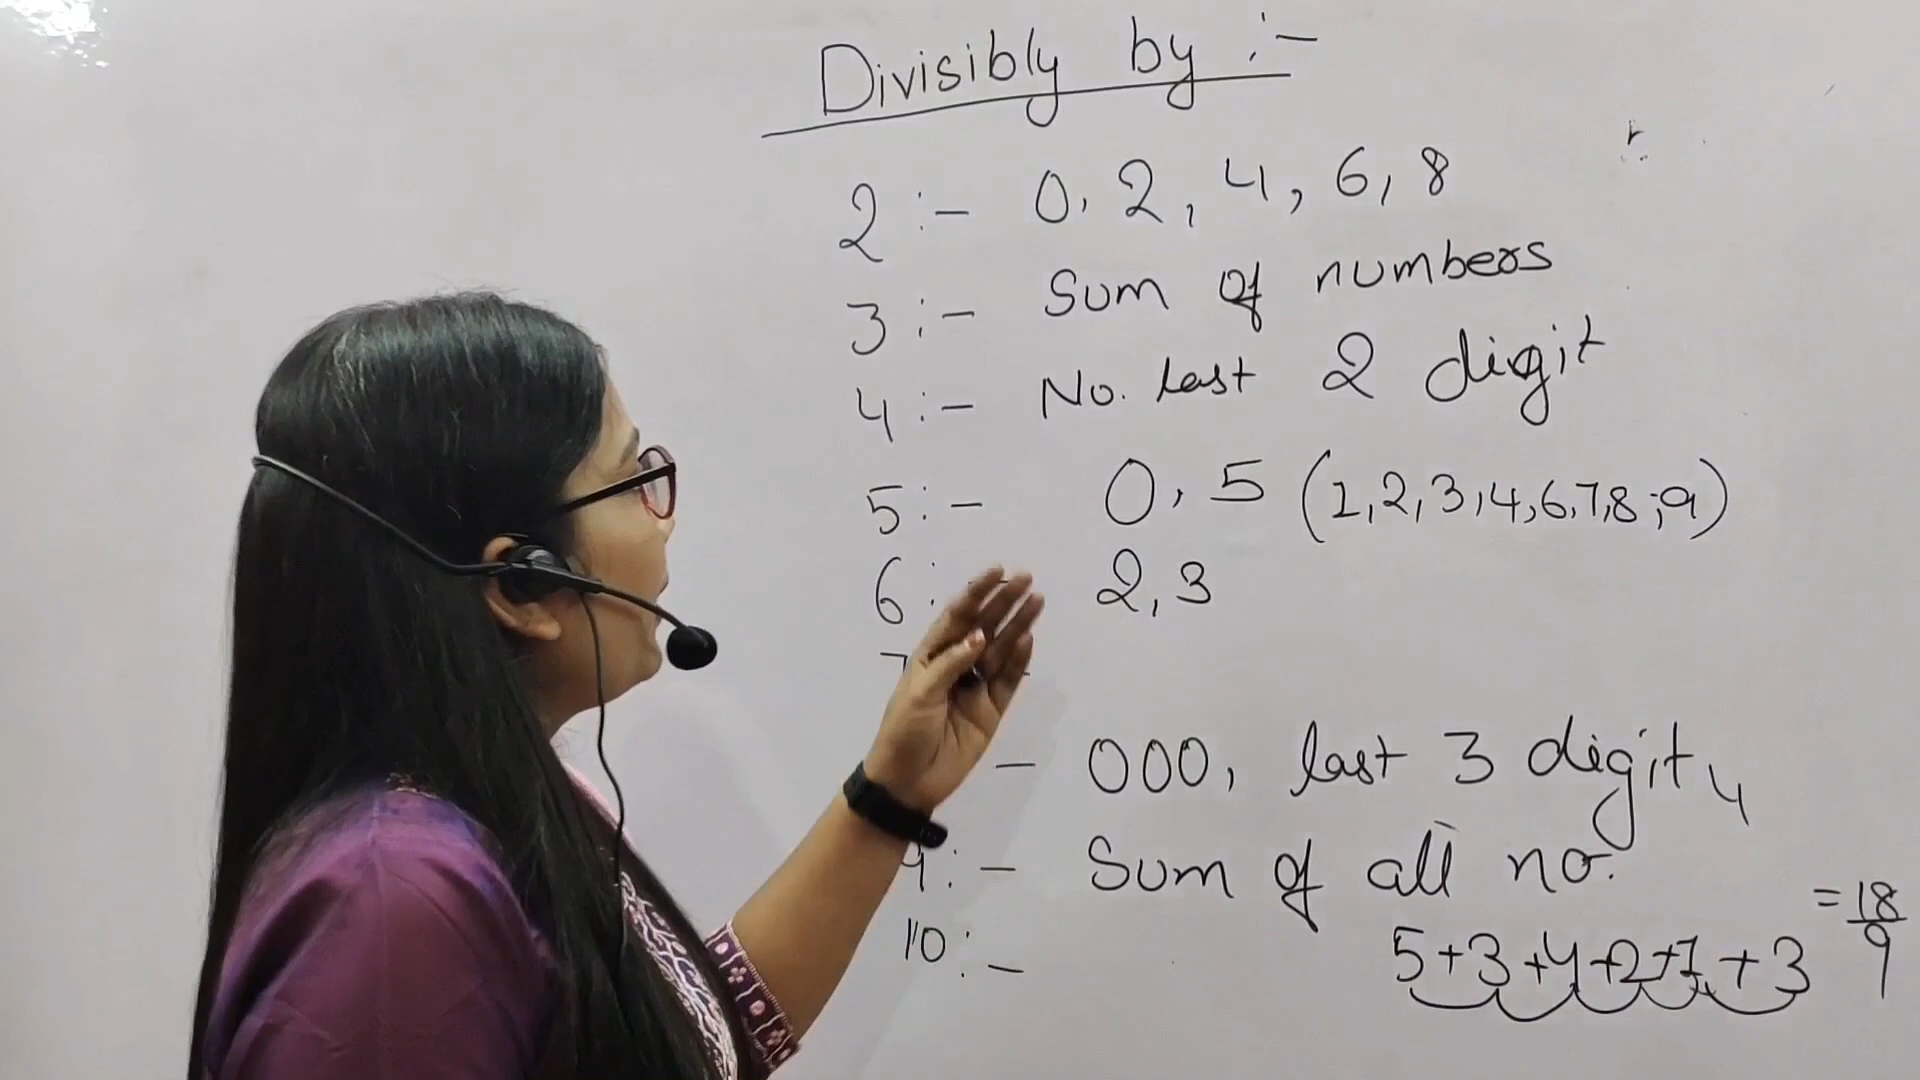 Divisibly by :-
2 :- 0, 2, 4, 6, 8
3 :- Sum of numbers
4 :- No. last 2 digit
5 :- 0, 5 (1,2,3,4,6,7,8,9)
6 :- 2, 3
7 -
- 000, last 3 digit 4
9 :- Sum of all no.
10 :-
5+3+4+2+1+3 = 18/9